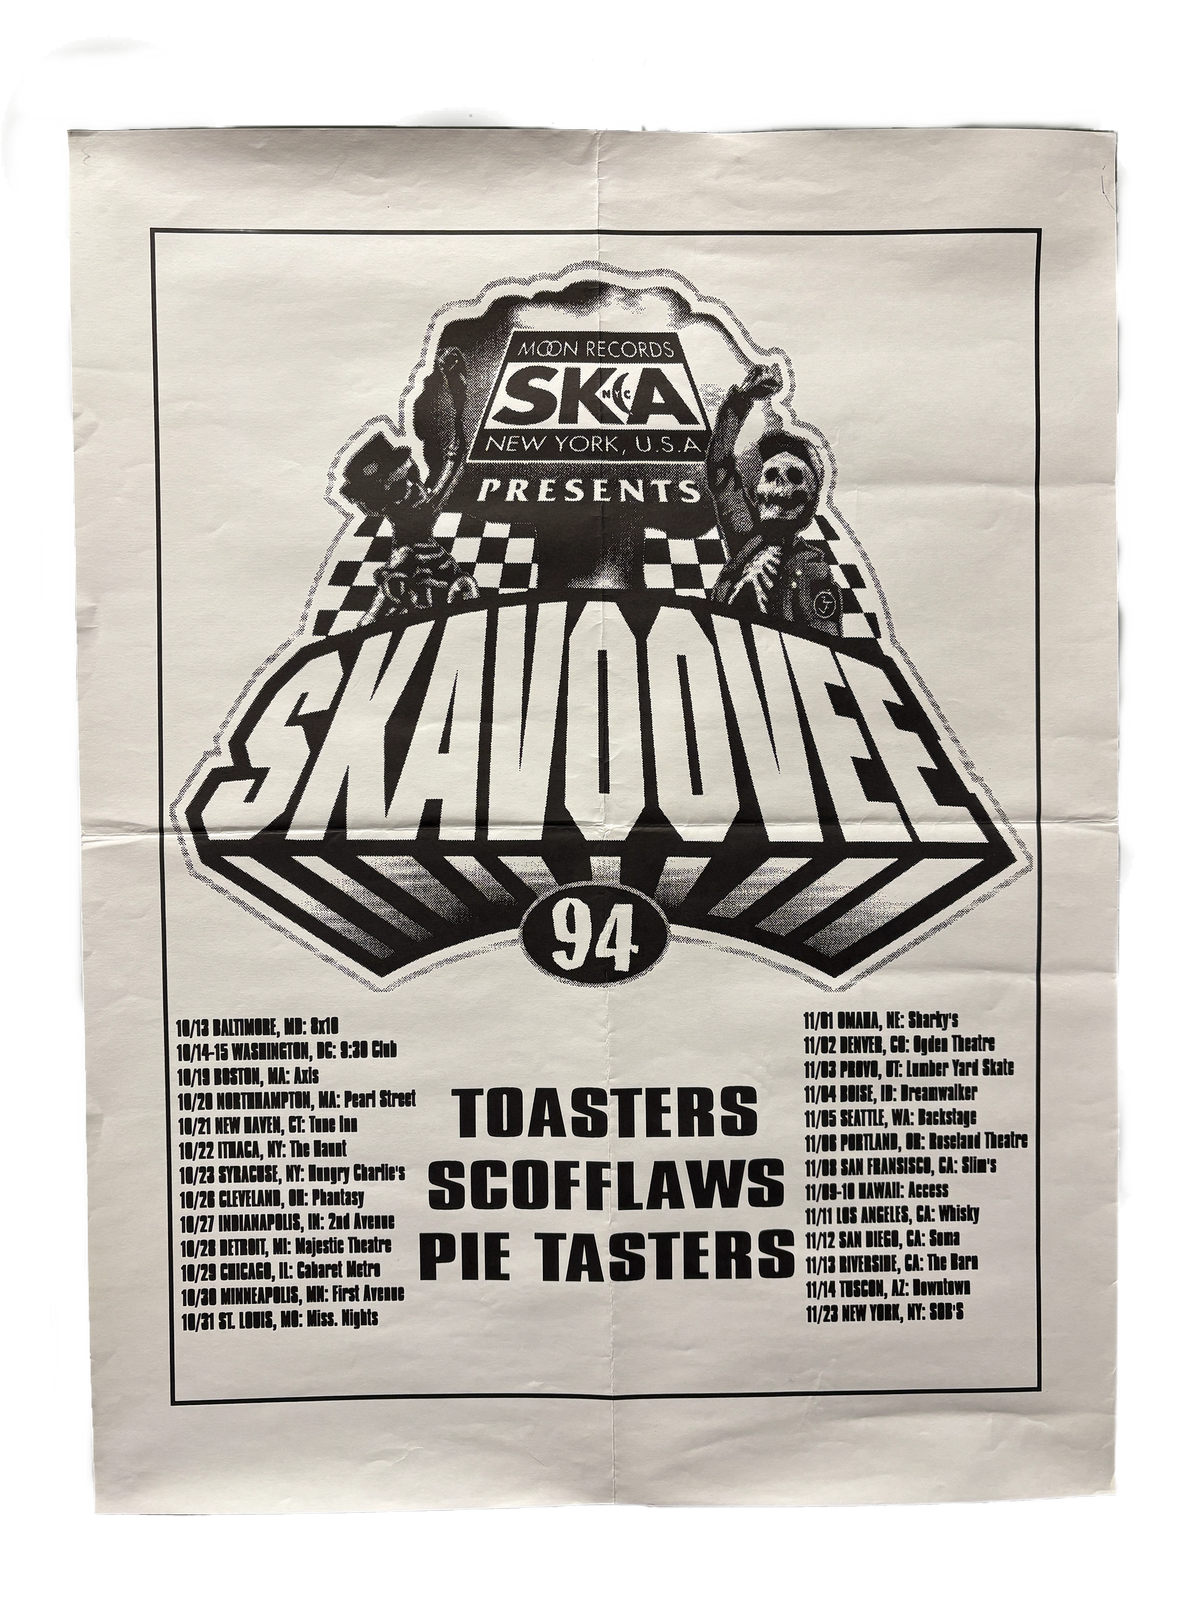 MOON RECORDS
SKA
NYC
NEW YORK, U.S.A.
PRESENTS
SKAVOOVEE
94
10/13 BALTIMORE, MD: 8x10
10/14-15 WASHINGTON, DC: 9:30 Club
10/19 BOSTON, MA: Axis
10/20 NORTHHAMPTON, MA: Pearl Street
10/21 NEW HAVEN, CT: Tune Inn
10/22 ITHACA, NY: The Haunt
10/23 SYRACUSE, NY: Hungry Charlie's
10/26 CLEVELAND, OH: Phantasy
10/27 INDIANAPOLIS, IN: 2nd Avenue
10/28 DETROIT, MI: Majestic Theatre
10/29 CHICAGO, IL: Cabaret Metro
10/30 MINNEAPOLIS, MN: First Avenue
10/31 ST. LOUIS, MO: Miss. Nights
TOASTERS
SCOFFLAWS
PIE TASTERS
11/01 OMAHA, NE: Sharky's
11/02 DENVER, CO: Ogden Theatre
11/03 PROVO, UT: Lumber Yard Skate
11/04 BOISE, ID: Dreamwalker
11/05 SEATTLE, WA: Backstage
11/06 PORTLAND, OR: Roseland Theatre
11/08 SAN FRANSISCO, CA: Slim's
11/09-10 HAWAII: Access
11/11 LOS ANGELES, CA: Whisky
11/12 SAN DIEGO, CA: Soma
11/13 RIVERSIDE, CA: The Barn
11/14 TUSCON, AZ: Downtown
11/23 NEW YORK, NY: SOB'S